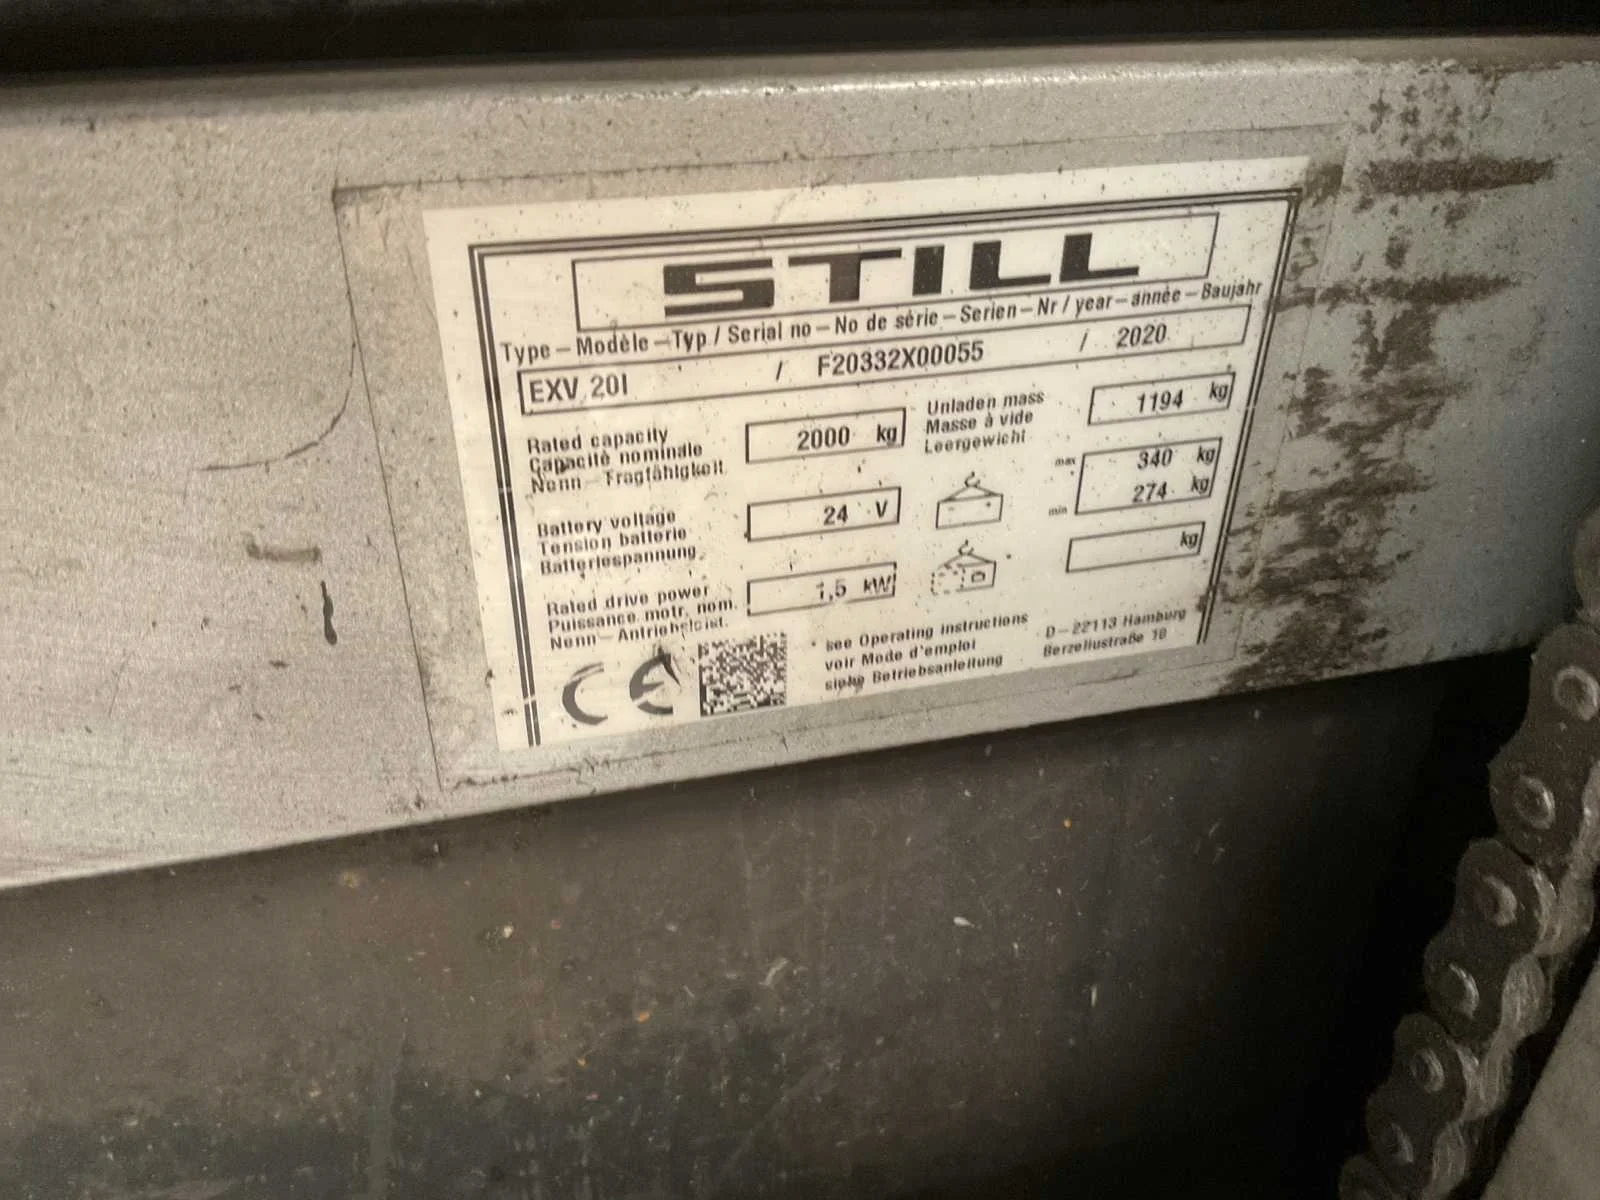 STILL
Type – Modèle – Typ / Serial no – No de série – Serien – Nr / year – année – Baujahr
EXV 20I / F20332X00055 / 2020
Rated capacity
Capacité nominale
Nenn – Tragfähigkeit
2000 kg
Unladen mass
Masse à vide
Leergewicht
1194 kg
Battery voltage
Tension batterie
Batteriespannung
24 V
max 340 kg
min 274 kg
Rated drive power
Puissance motr. nom.
Nenn – Antriebsleist.
1,5 kW
kg
CE
* see Operating instructions
voir Mode d'emploi
siehe Betriebsanleitung
D – 22113 Hamburg
Berzeliusstraße 10